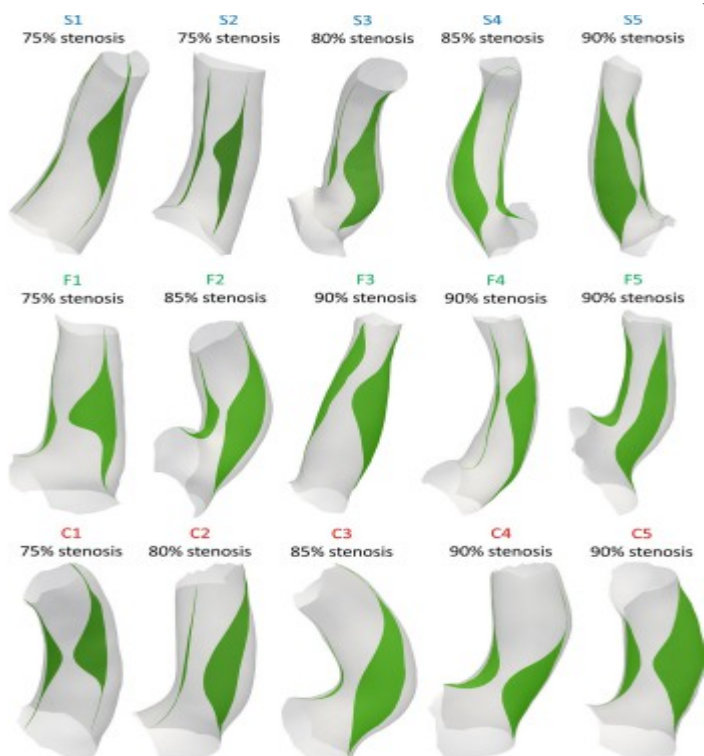 S1 S2 S3 S4 S5
75% stenosis 75% stenosis 80% stenosis 85% stenosis 90% stenosis
F1 F2 F3 F4 F5
75% stenosis 85% stenosis 90% stenosis 90% stenosis 90% stenosis
C1 C2 C3 C4 C5
75% stenosis 80% stenosis 85% stenosis 90% stenosis 90% stenosis